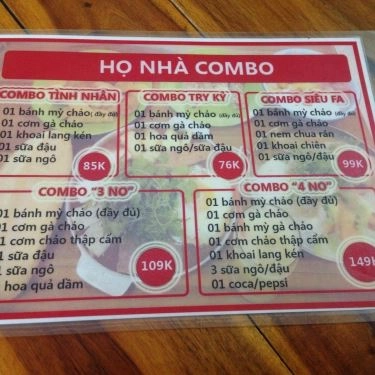 HỌ NHÀ COMBO
COMBO TÌNH NHÂN
01 bánh mỳ chảo (đầy đủ)
01 cơm gà chảo
01 khoai lang kén
01 sữa đậu
01 sữa ngô
85K
COMBO TRY KỶ
01 bánh mỳ chảo (đầy đủ)
01 cơm gà chảo
01 hoa quả dầm
01 sữa ngô/sữa đậu
76K
COMBO SIÊU FA
01 bánh mỳ chảo (đầy đủ)
01 cơm gà chảo
01 nem chua rán
01 khoai chiên
01 sữa ngô/sữa đậu
99K
COMBO "3 NO"
01 bánh mỳ chảo (đầy đủ)
01 cơm gà chảo
01 cơm chảo thập cẩm
01 sữa đậu
01 sữa ngô
hoa quả dầm
109K
COMBO "4 NO"
01 bánh mỳ chảo (đầy đủ)
01 cơm gà chảo
01 bánh mỳ gà chảo
01 cơm chảo thập cẩm
01 khoai lang kén
3 sữa ngô/đậu
01 coca/pepsi
149K